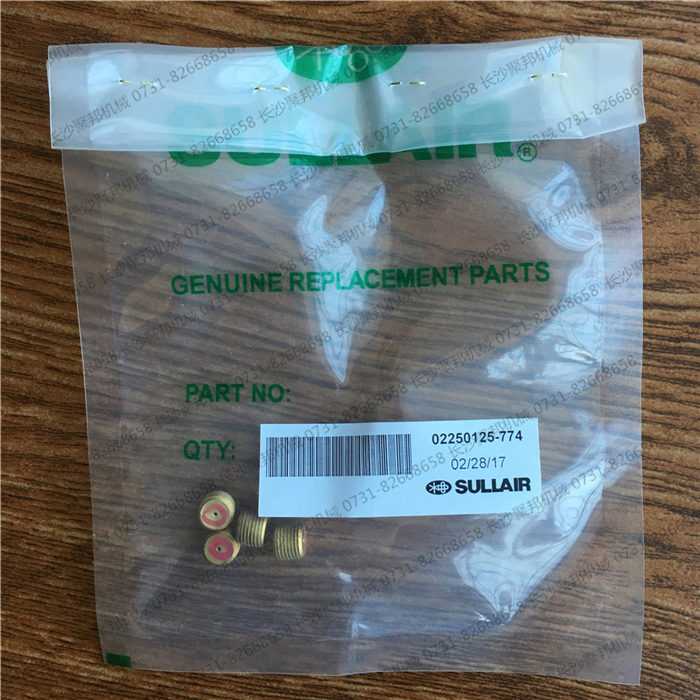 SULLAIR®
GENUINE REPLACEMENT PARTS
PART NO:
QTY:
02250125-774
02/28/17
SULLAIR
长沙聚邦机械 0731-82668658